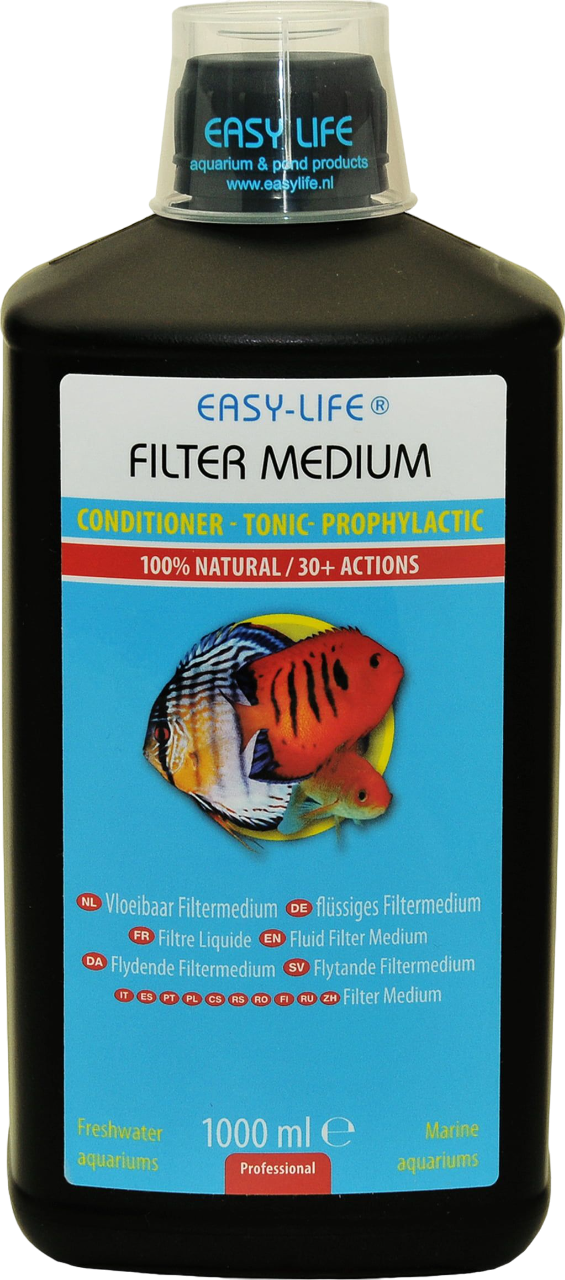 EASY LIFE
aquarium & pond products
www.easylife.nl
EASY-LIFE®
FILTER MEDIUM
CONDITIONER - TONIC- PROPHYLACTIC
100% NATURAL / 30+ ACTIONS
NL Vloeibaar Filtermedium DE flüssiges Filtermedium
FR Filtre Liquide EN Fluid Filter Medium
DA Flydende Filtermedium SV Flytande Filtermedium
IT ES PT PL CS RS RO FI RU ZH Filter Medium
Freshwater aquariums
1000 ml ℮
Marine aquariums
Professional